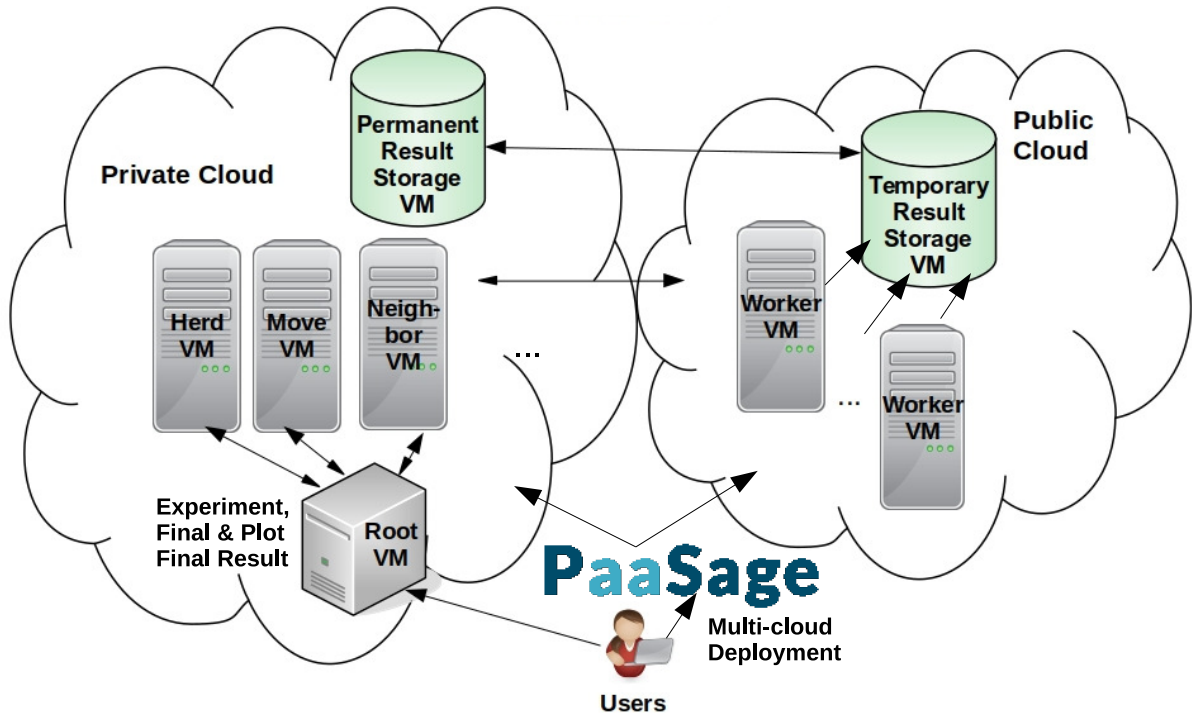 Private Cloud
Permanent
Result
Storage
VM
Public
Cloud
Temporary
Result
Storage
VM
Herd
VM
Move
VM
Neigh-
bor
VM
...
Worker
VM
...
Worker
VM
Experiment,
Final & Plot
Final Result
Root
VM
PaaSage
Multi-cloud
Deployment
Users